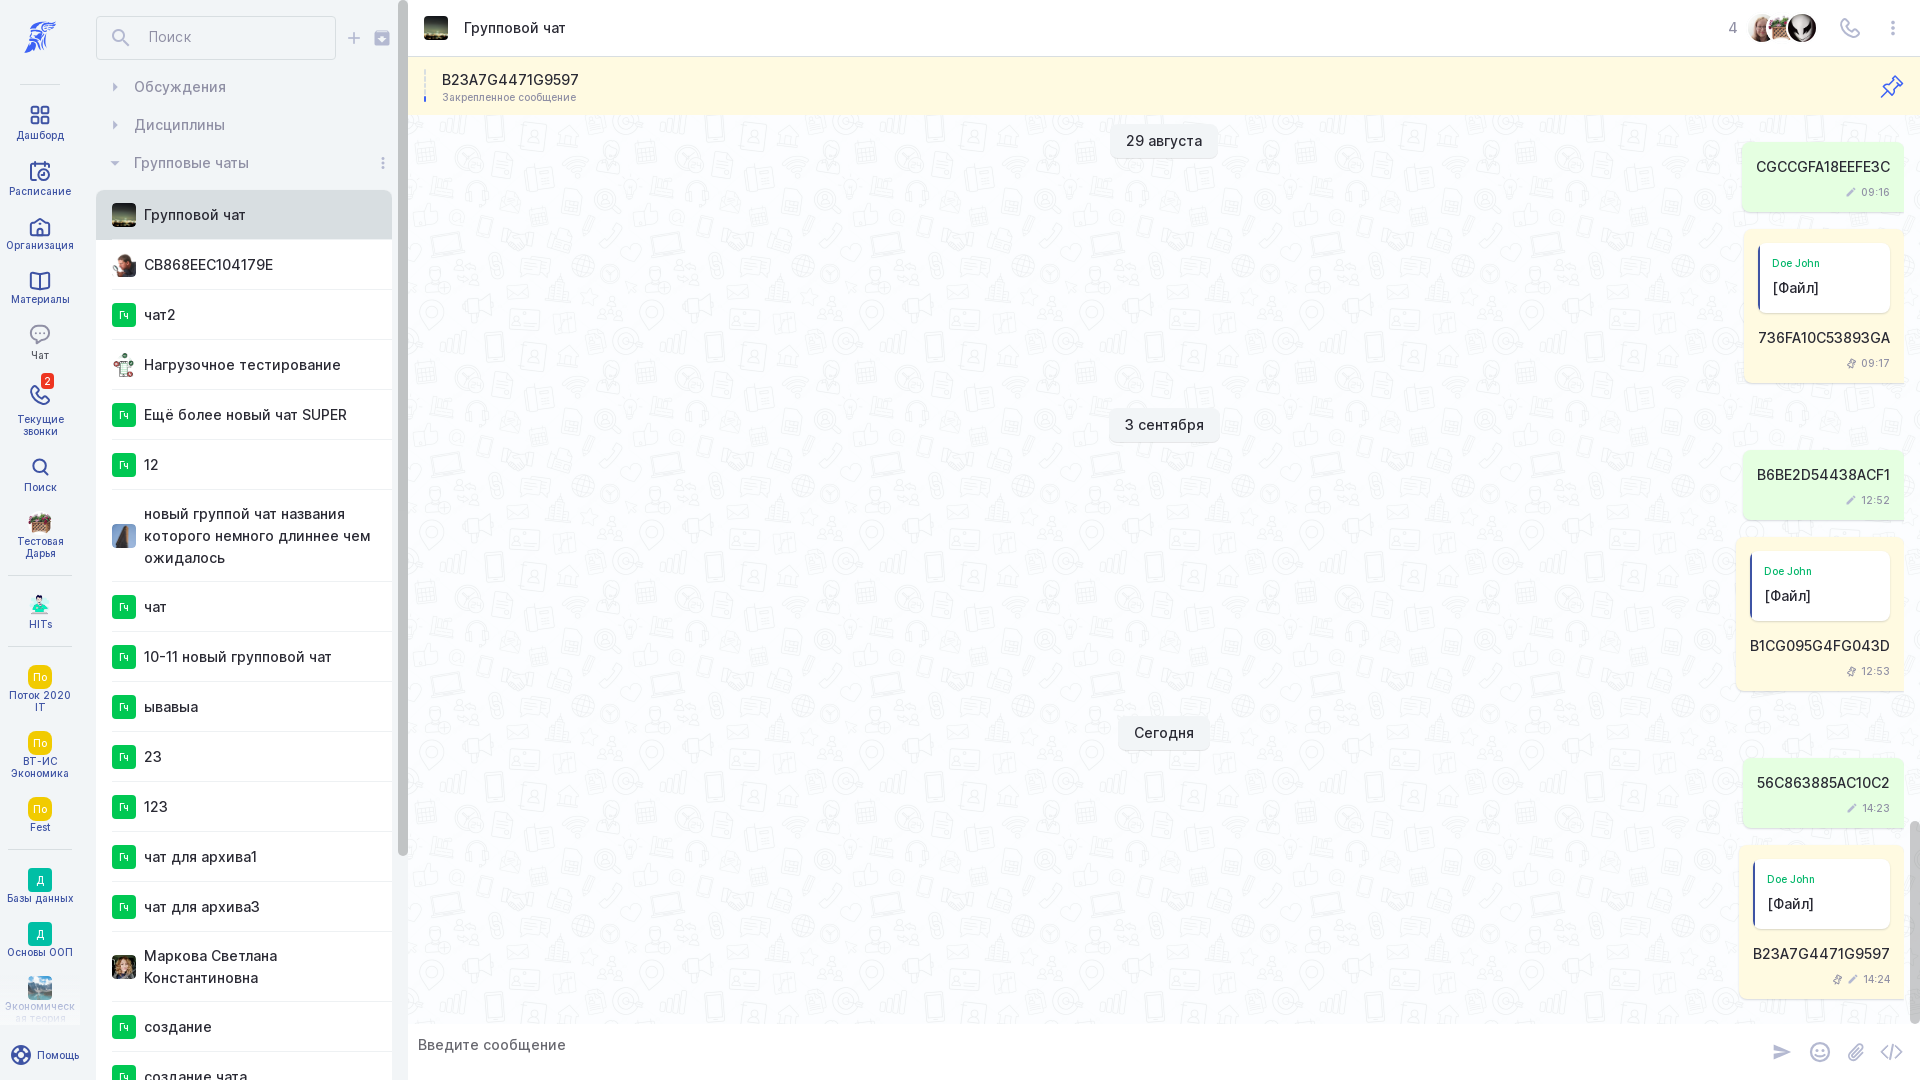 Дашборд
Расписание
Организация
Материалы
Чат
2
Текущие
звонки
Поиск
Тестовая
Дарья
HITs
По
Поток 2020
IT
По
ВТ-ИС
Экономика
По
Fest
Д
Базы данных
Д
Основы ООП
Экономическ
ая теория
Помощь
Поиск
Обсуждения
Дисциплины
Групповые чаты
Групповой чат
CB868EEC104179E
Гч
чат2
Нагрузочное тестирование
Гч
Ещё более новый чат SUPER
Гч
12
новый группой чат названия
которого немного длиннее чем
ожидалось
Гч
чат
Гч
10-11 новый групповой чат
Гч
ывавыа
Гч
23
Гч
123
Гч
чат для архива1
Гч
чат для архива3
Маркова Светлана
Константиновна
Гч
создание
Гч
создание чата
Групповой чат
4
B23A7G4471G9597
Закрепленное сообщение
29 августа
CGCCGFA18EEFE3C
09:16
Doe John
[Файл]
736FA10C53893GA
09:17
3 сентября
B6BE2D54438ACF1
12:52
Doe John
[Файл]
B1CG095G4FG043D
12:53
Сегодня
56C863885AC10C2
14:23
Doe John
[Файл]
B23A7G4471G9597
14:24
Введите сообщение